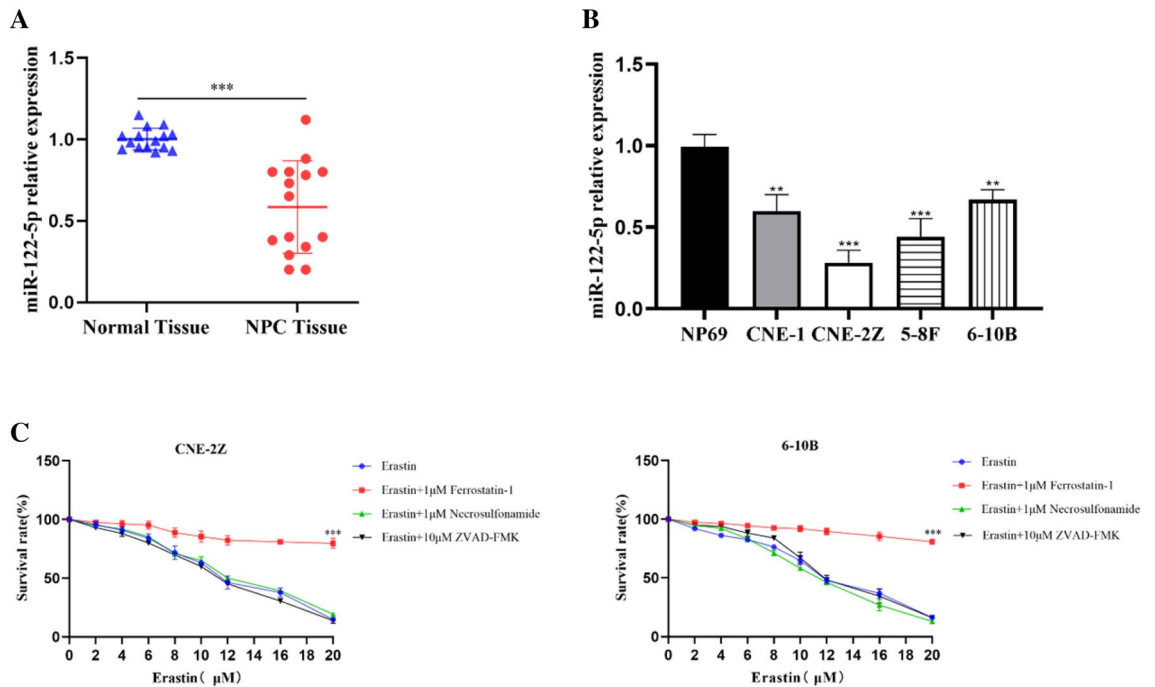 A
miR-122-5p relative expression
1.5
1.0
0.5
0.0
***
Normal Tissue
NPC Tissue
B
miR-122-5p relative expression
1.5
1.0
0.5
0.0
**
***
***
**
NP69
CNE-1
CNE-2Z
5-8F
6-10B
C
CNE-2Z
Survival rate(%)
150
100
50
0
***
0 2 4 6 8 10 12 14 16 18 20
Erastin( μM)
Erastin
Erastin+1μM Ferrostatin-1
Erastin+1μM Necrosulfonamide
Erastin+10μM ZVAD-FMK
6-10B
Survival rate(%)
150
100
50
0
***
0 2 4 6 8 10 12 14 16 18 20
Erastin( μM)
Erastin
Erastin+1μM Ferrostatin-1
Erastin+1μM Necrosulfonamide
Erastin+10μM ZVAD-FMK